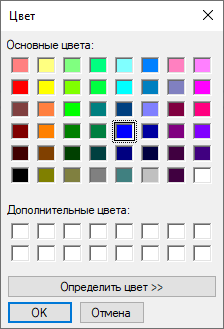 Цвет
Основные цвета:
Дополнительные цвета:
Определить цвет >>
OK
Отмена